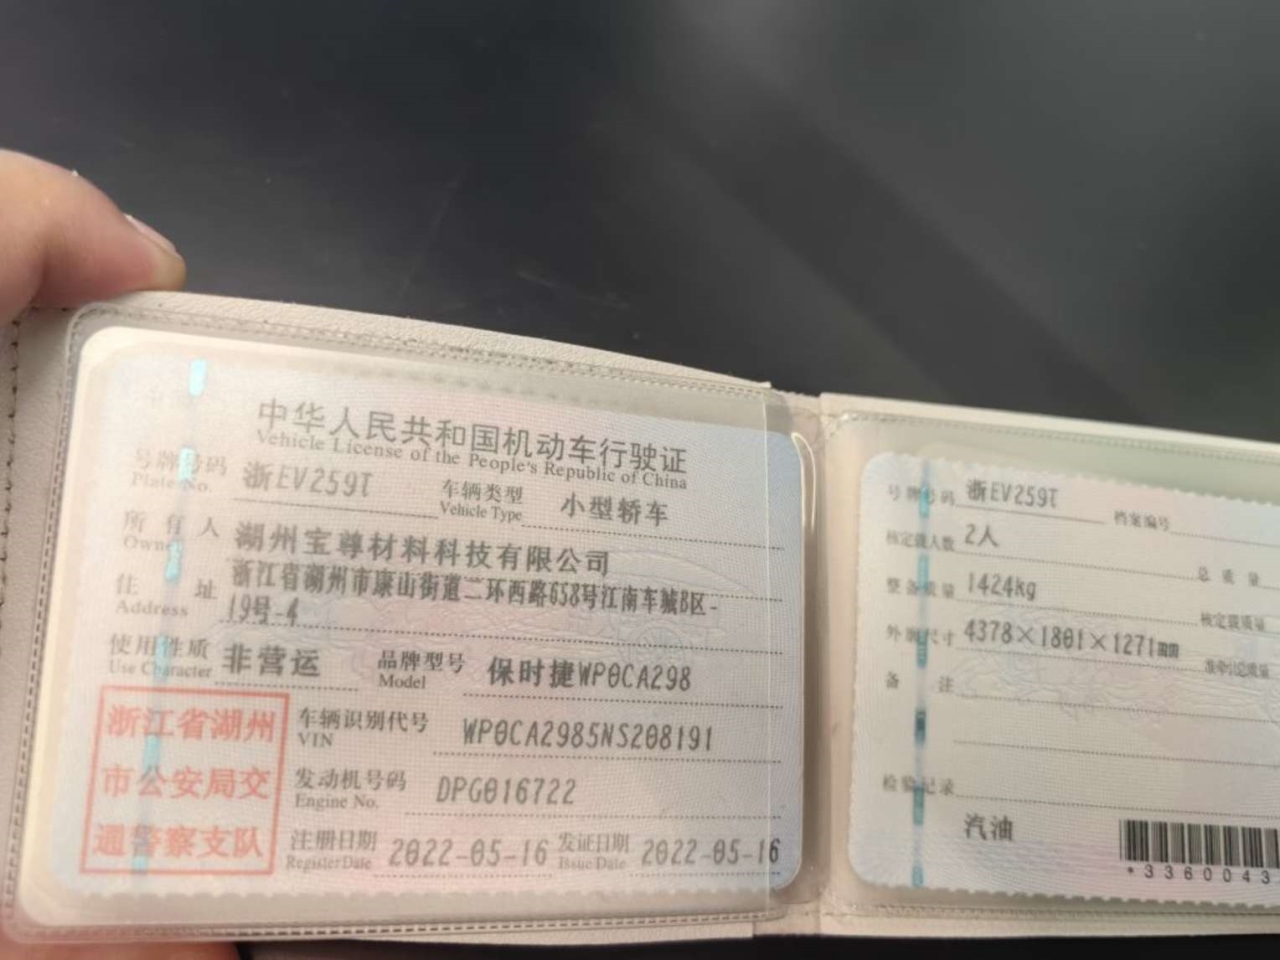 中华人民共和国机动车行驶证
Vehicle License of the People's Republic of China
号牌号码 浙EV259T 车辆类型 小型轿车
Plate No. Vehicle Type
所有人 湖州宝尊材料科技有限公司
Owner
住址 浙江省湖州市康山街道二环西路658号江南车城B区-
Address 19号-4
使用性质 非营运 品牌型号 保时捷WP0CA298
Use Character Model
浙江省湖州
市公安局交
通警察支队
车辆识别代号 WP0CA2985NS208191
VIN
发动机号码 DPG016722
Engine No.
注册日期 2022-05-16 发证日期 2022-05-16
Register Date Issue Date
号牌号码 浙EV259T 档案编号
核定载人数 2人 总质量
整备质量 1424kg 核定载质量
外廓尺寸 4378×1801×1271mm 准牵引总质量
备注
检验记录
汽油
*3360043